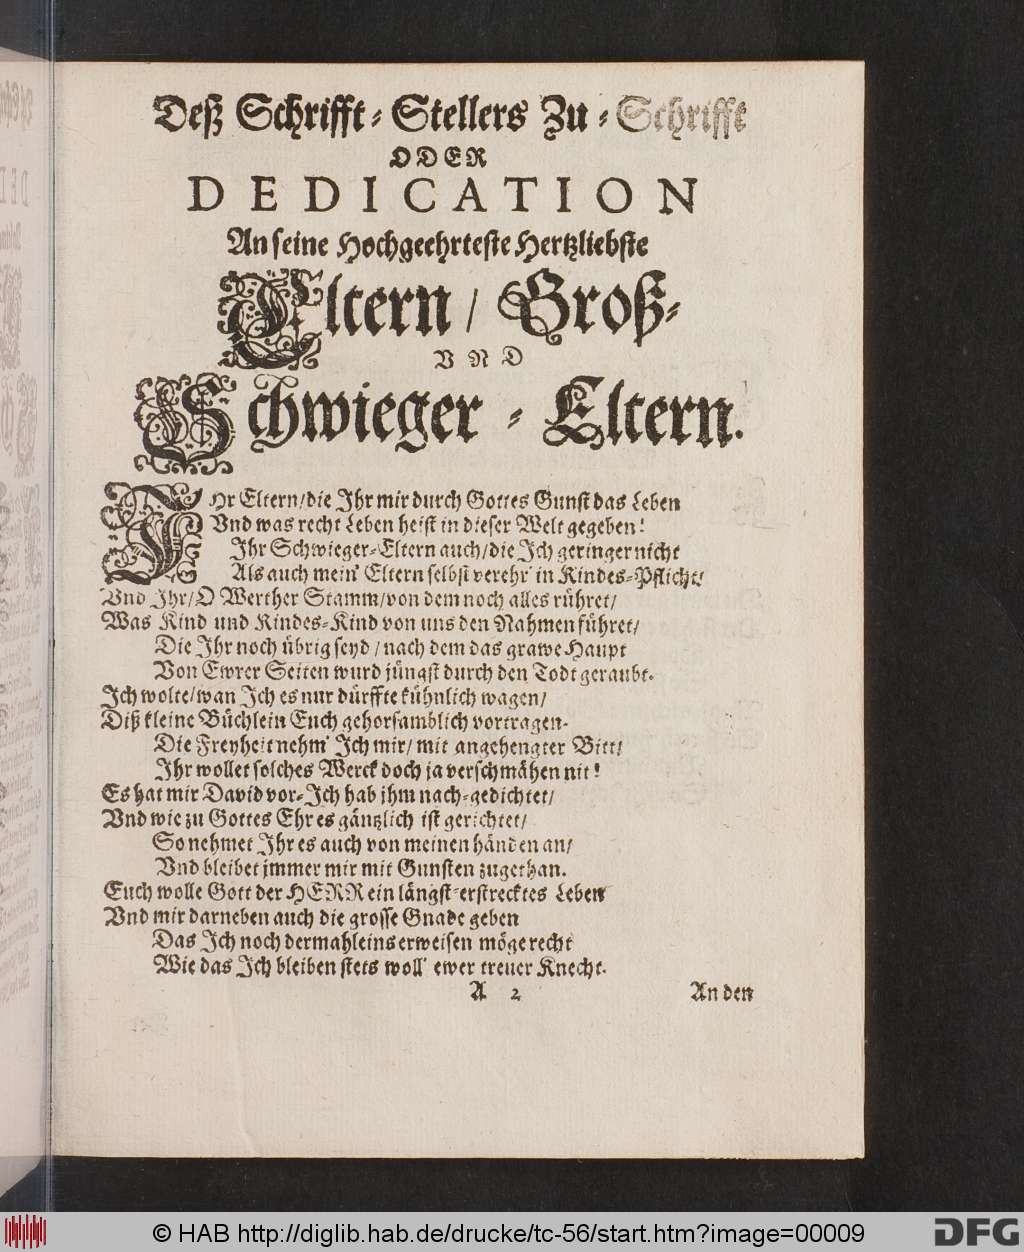 Deß Schrifft-Stellers Zu-Schrifft
ODER
DEDICATION
An seine Hochgeehrteste Hertzliebste
Eltern/ Groß-
VND
Schwieger-Eltern.
IHr Eltern/die Ihr mir durch Gottes Gunst das Leben
Vnd was recht Leben heist in dieser Welt gegeben!
Ihr Schwieger-Eltern auch/die Ich geringer nicht
Als auch mein' Eltern selbst verehr' in Kindes-Pflicht!
Vnd Ihr/O Werther Stamm/von dem noch alles rühret/
Was Kind und Kindes-Kind von uns den Nahmen führet/
Die Ihr noch übrig seyd/nach dem das grawe Haupt
Von Ewrer Seiten wurd jüngst durch den Todt geraubt.
Ich wolte/wan Ich es nur dürffte kühnlich wagen/
Diß kleine Büchlein Euch gehorsamblich vortragen.
Die Freyheit nehm' Ich mir/mit angehengter Bitt/
Ihr wollet solches Werck doch ja verschmähen nit!
Es hat mir David vor-Ich hab jhm nach-gedichtet/
Vnd wie zu Gottes Ehr es gäntzlich ist gerichtet/
So nehmet Ihr es auch von meinen händen an/
Vnd bleibet jmmer mir mit Gunsten zugethan.
Euch wolle Gott der HERR ein längst-erstrecktes Leben
Vnd mir darneben auch die grosse Gnade geben
Das Ich noch dermahleins erweisen möge recht
Wie das Ich bleiben stets woll' ewer treuer Knecht.
A 2
An den
© HAB http://diglib.hab.de/drucke/tc-56/start.htm?image=00009
DFG